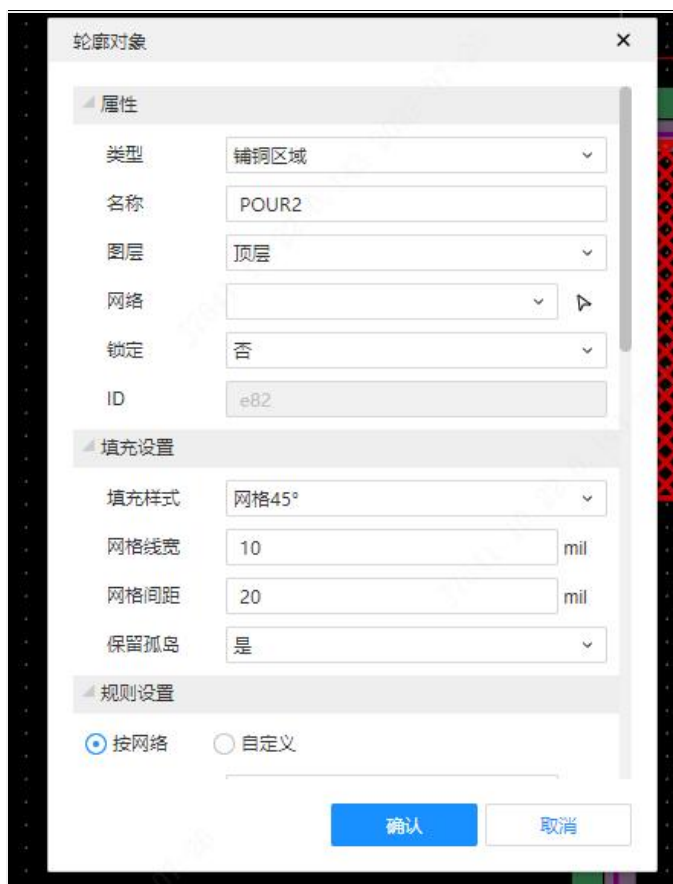 轮廓对象
属性
类型 铺铜区域
名称 POUR2
图层 顶层
网络
锁定 否
ID e82
填充设置
填充样式 网格45°
网格线宽 10 mil
网格间距 20 mil
保留孤岛 是
规则设置
按网络 自定义
确认 取消